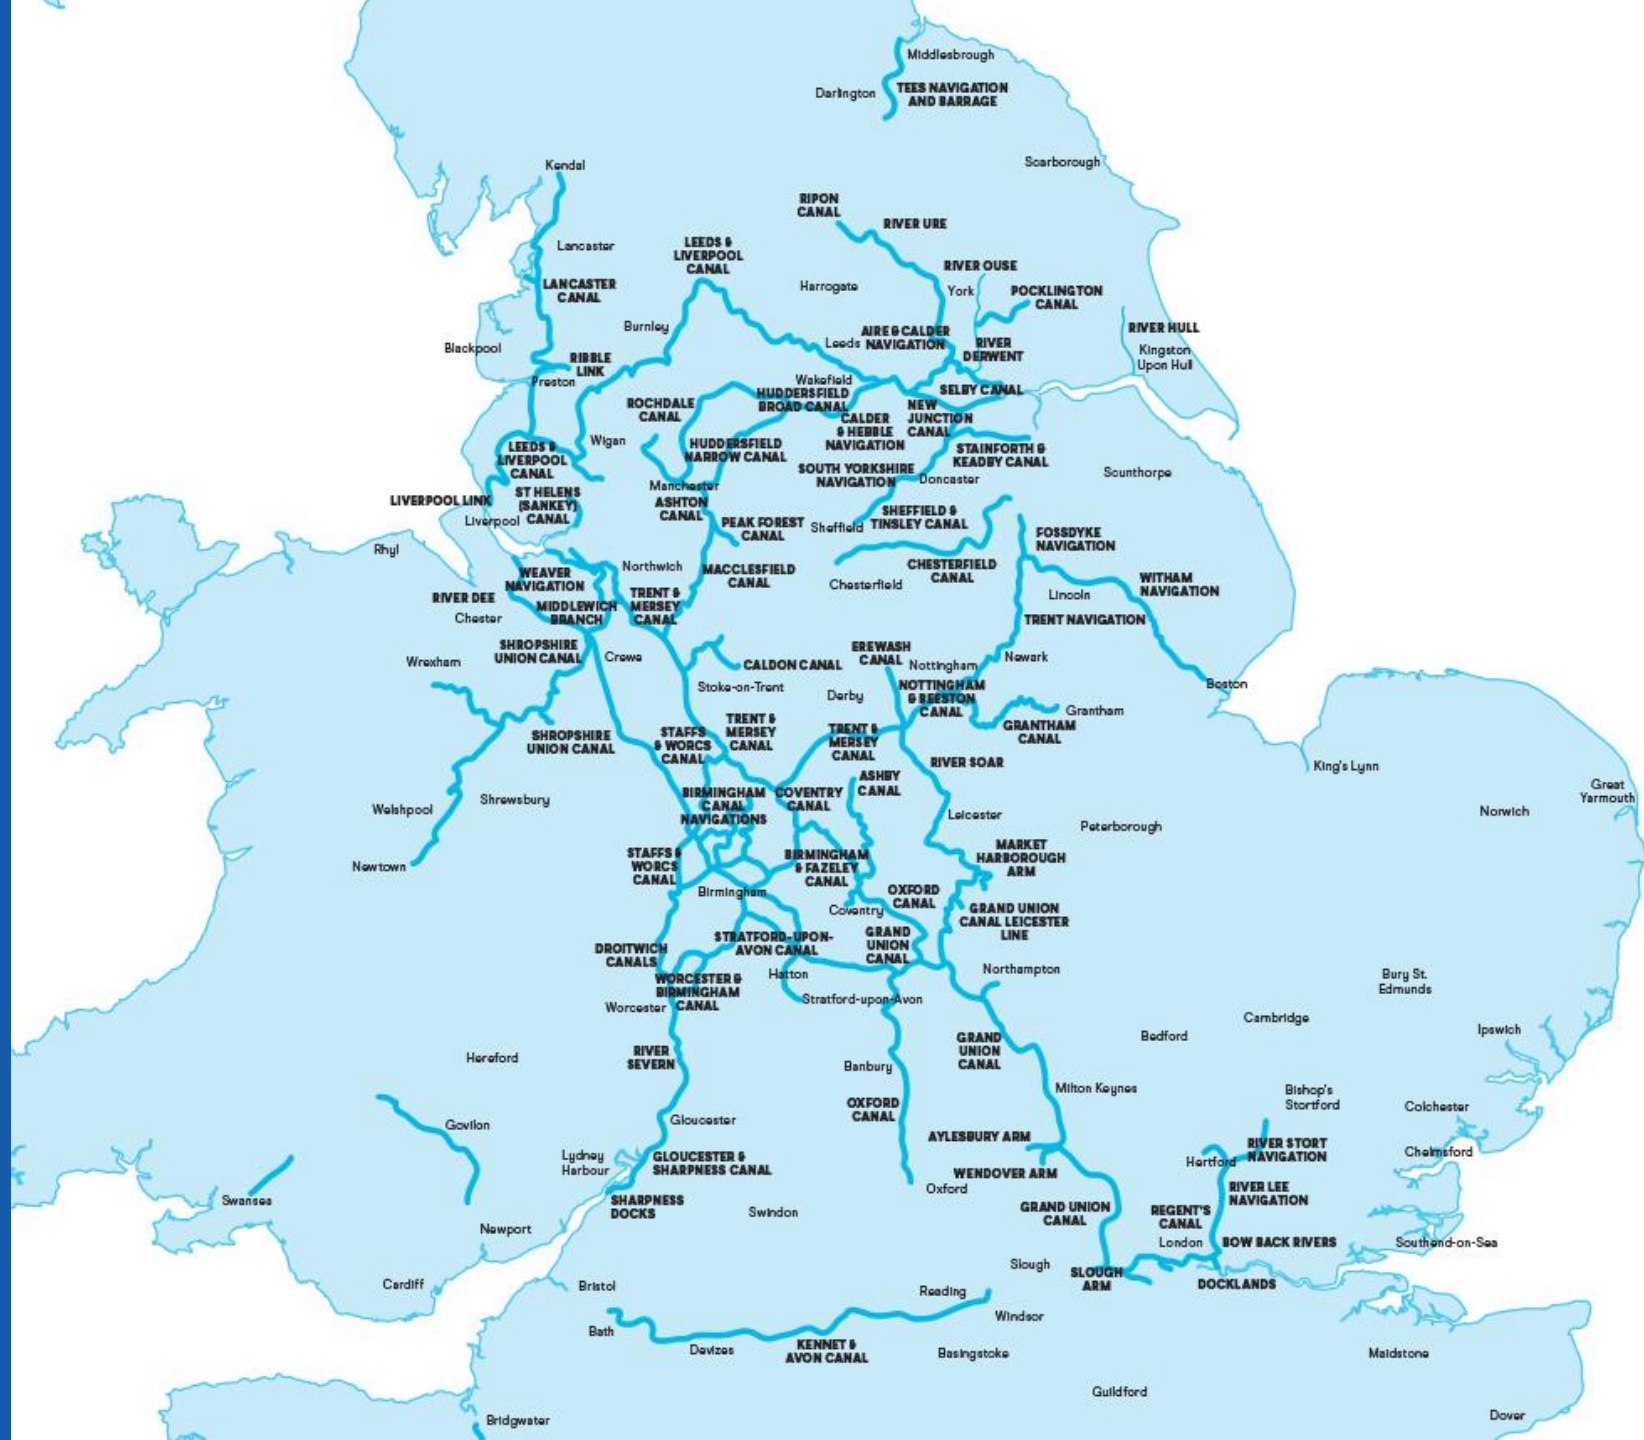 Middlesbrough
Darlington
TEES NAVIGATION
AND BARRAGE
Scarborough
Kendal
RIPON
CANAL
RIVER URE
Lancaster
LEEDS &
LIVERPOOL
CANAL
RIVER OUSE
LANCASTER
CANAL
Harrogate
York
POCKLINGTON
CANAL
Burnley
Blackpool
Leeds
AIRE & CALDER
NAVIGATION
RIVER
DERWENT
RIVER HULL
Kingston
Upon Hull
RIBBLE
LINK
Preston
Wakefield
SELBY CANAL
HUDDERSFIELD
BROAD CANAL
ROCHDALE
CANAL
CALDER
& HEBBLE
NAVIGATION
NEW
JUNCTION
CANAL
Wigan
LEEDS &
LIVERPOOL
CANAL
HUDDERSFIELD
NARROW CANAL
STAINFORTH &
KEADBY CANAL
SOUTH YORKSHIRE
NAVIGATION
Doncaster
Scunthorpe
LIVERPOOL LINK
Liverpool
ST HELENS
(SANKEY)
CANAL
Manchester
ASHTON
CANAL
PEAK FOREST
CANAL
Sheffield
SHEFFIELD &
TINSLEY CANAL
FOSSDYKE
NAVIGATION
Rhyl
Northwich
WEAVER
NAVIGATION
MACCLESFIELD
CANAL
CHESTERFIELD
CANAL
Chesterfield
WITHAM
NAVIGATION
Lincoln
RIVER DEE
Chester
MIDDLEWICH
BRANCH
TRENT &
MERSEY
CANAL
TRENT NAVIGATION
SHROPSHIRE
UNION CANAL
Crewe
Wrexham
CALDON CANAL
EREWASH
CANAL
Nottingham
Newark
Stoke-on-Trent
Derby
NOTTINGHAM
& BEESTON
CANAL
Boston
Grantham
GRANTHAM
CANAL
SHROPSHIRE
UNION CANAL
STAFFS
& WORCS
CANAL
TRENT &
MERSEY
CANAL
TRENT &
MERSEY
CANAL
RIVER SOAR
King's Lynn
ASHBY
CANAL
Great
Yarmouth
Welshpool
Shrewsbury
BIRMINGHAM
CANAL
NAVIGATIONS
COVENTRY
CANAL
Leicester
Peterborough
Norwich
Newtown
STAFFS &
WORCS
CANAL
BIRMINGHAM
& FAZELEY
CANAL
MARKET
HARBOROUGH
ARM
Birmingham
Coventry
OXFORD
CANAL
GRAND UNION
CANAL LEICESTER
LINE
DROITWICH
CANALS
STRATFORD-UPON-
AVON CANAL
GRAND
UNION
CANAL
Hatton
Northampton
WORCESTER &
BIRMINGHAM
CANAL
Worcester
Stratford-upon-Avon
Bury St.
Edmunds
Cambridge
Ipswich
Hereford
RIVER
SEVERN
Banbury
GRAND
UNION
CANAL
Bedford
Milton Keynes
Bishop's
Stortford
Colchester
Govilon
Gloucester
OXFORD
CANAL
AYLESBURY ARM
Lydney
Harbour
GLOUCESTER &
SHARPNESS CANAL
WENDOVER ARM
Hertford
RIVER STORT
NAVIGATION
Chelmsford
Swansea
SHARPNESS
DOCKS
Oxford
RIVER LEE
NAVIGATION
Newport
Swindon
GRAND UNION
CANAL
REGENT'S
CANAL
London
BOW BACK RIVERS
Southend-on-Sea
Cardiff
Bristol
Slough
SLOUGH
ARM
DOCKLANDS
Reading
Bath
Windsor
Devizes
KENNET &
AVON CANAL
Basingstoke
Maidstone
Guildford
Bridgwater
Dover